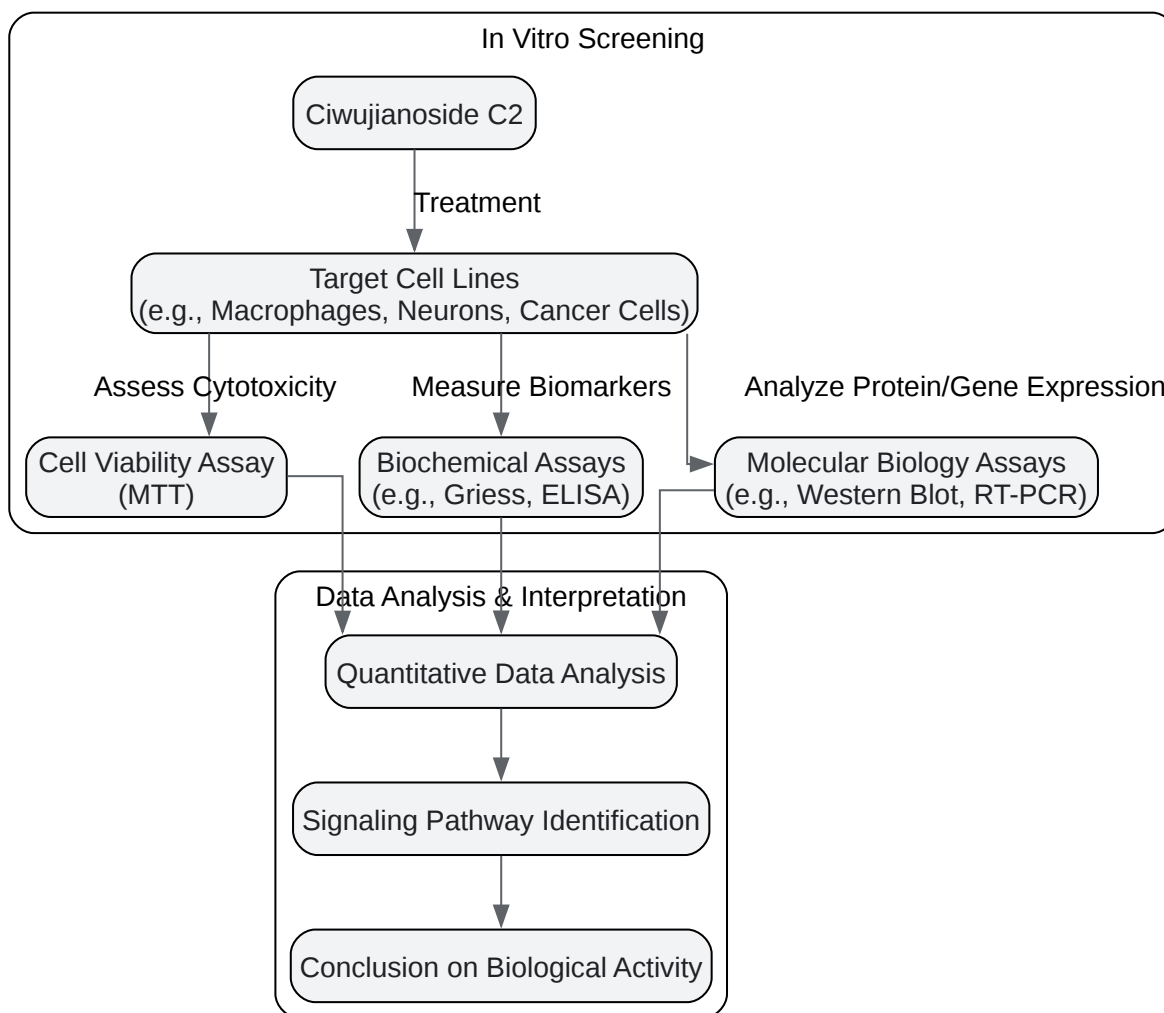 In Vitro Screening
Ciwujianoside C2
Treatment
Target Cell Lines
(e.g., Macrophages, Neurons, Cancer Cells)
Assess Cytotoxicity
Measure Biomarkers
Analyze Protein/Gene Expression
Cell Viability Assay
(MTT)
Biochemical Assays
(e.g., Griess, ELISA)
Molecular Biology Assays
(e.g., Western Blot, RT-PCR)
Data Analysis & Interpretation
Quantitative Data Analysis
Signaling Pathway Identification
Conclusion on Biological Activity